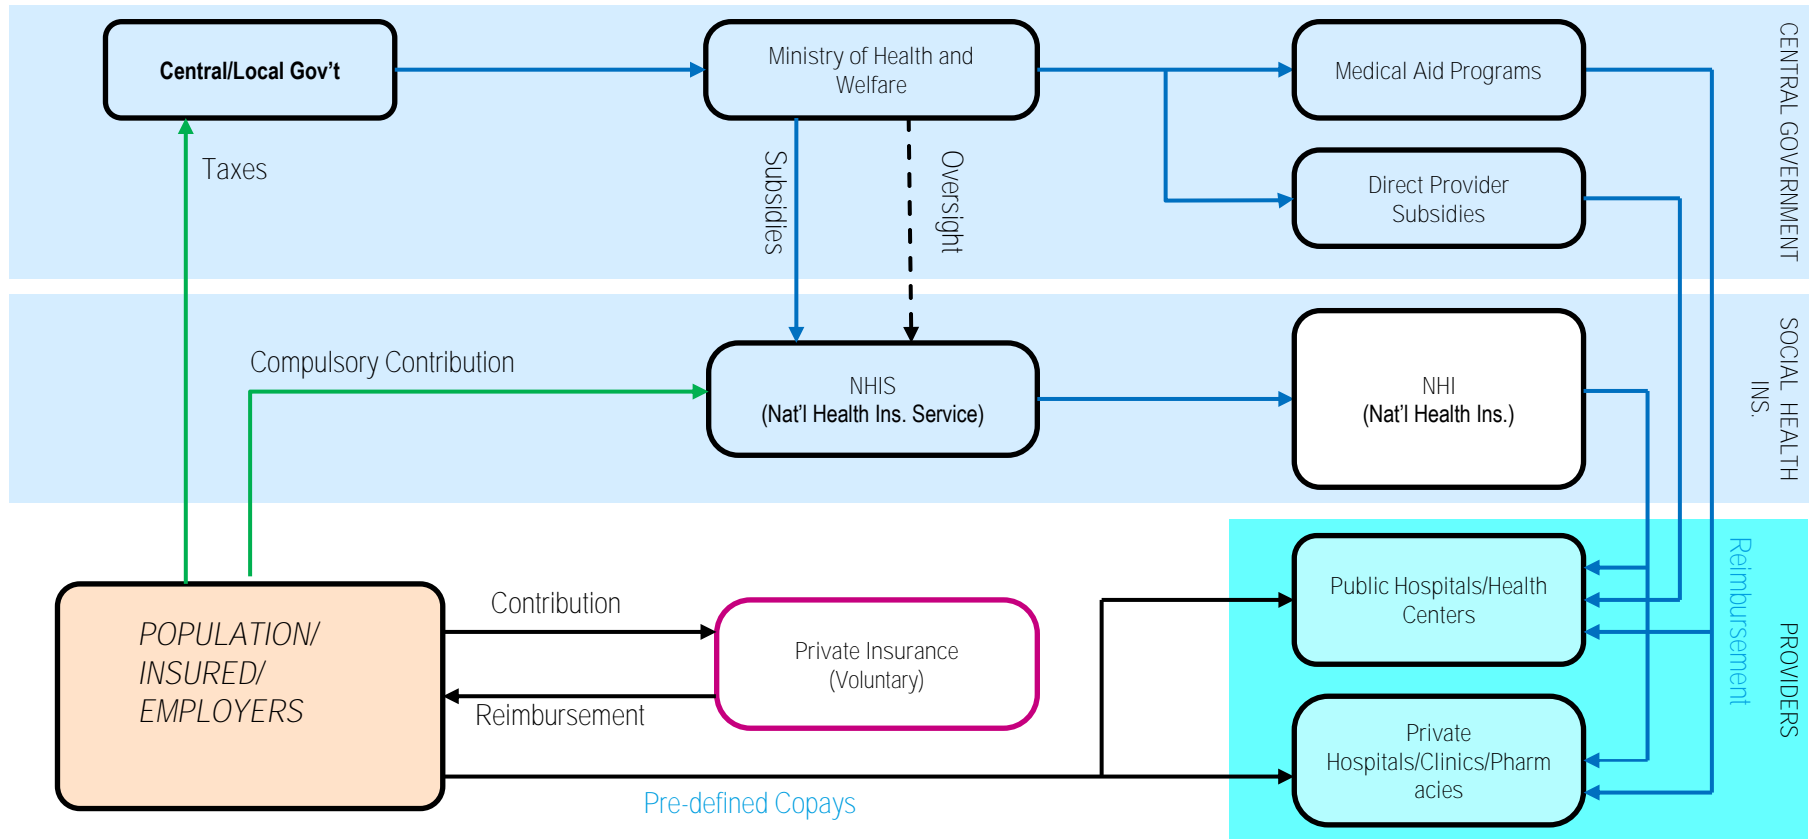 Central/Local Gov't
Ministry of Health and
Welfare
Medical Aid Programs
CENTRAL GOVERNMENT
Taxes
Subsidies
Oversight
Direct Provider
Subsidies
Compulsory Contribution
NHIS
(Nat'l Health Ins. Service)
NHI
(Nat'l Health Ins.)
SOCIAL HEALTH
INS.
POPULATION/
INSURED/
EMPLOYERS
Contribution
Private Insurance
(Voluntary)
Reimbursement
Pre-defined Copays
Public Hospitals/Health
Centers
Private
Hospitals/Clinics/Pharm
acies
Reimbursement
PROVIDERS